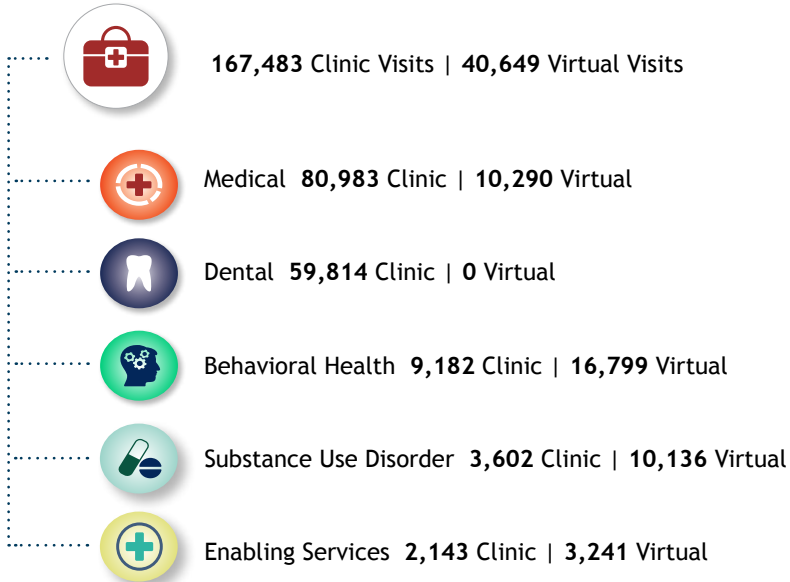 167,483 Clinic Visits | 40,649 Virtual Visits
Medical 80,983 Clinic | 10,290 Virtual
Dental 59,814 Clinic | 0 Virtual
Behavioral Health 9,182 Clinic | 16,799 Virtual
Substance Use Disorder 3,602 Clinic | 10,136 Virtual
Enabling Services 2,143 Clinic | 3,241 Virtual